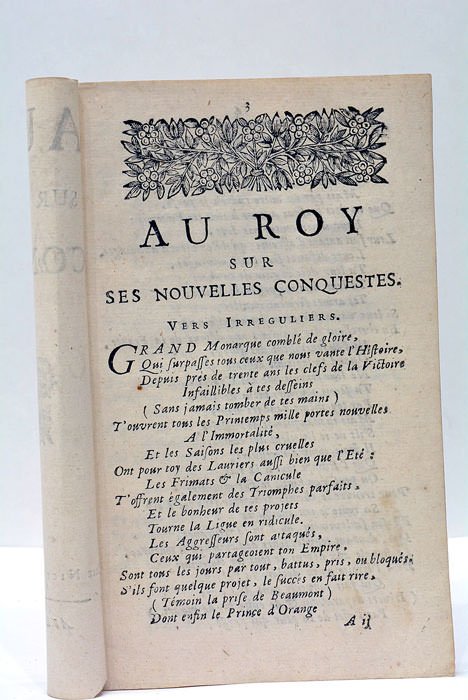 3
AU ROY
SUR
SES NOUVELLES CONQUESTES.
VERS IRREGULIERS.
GRAND Monarque comblé de gloire,
Qui surpasses tous ceux que nous vante l'Histoire,
Depuis prés de trente ans les clefs de la Victoire
Infaillibles à tes desseins
(Sans jamais tomber de tes mains)
T'ouvrent tous les Printemps mille portes nouvelles
A l'Immortalité,
Et les Saisons les plus cruelles
Ont pour toy des Lauriers aussi bien que l'Eté :
Les Frimats & la Canicule
T'offrent également des Triomphes parfaits,
Et le bonheur de tes projets
Tourne la Ligue en ridicule.
Les Aggresseurs sont attaqués,
Ceux qui partageoient ton Empire,
Sont tous les jours par tout, battus, pris, ou bloqués.
S'ils font quelque projet, le succés en fait rire,
(Témoin la prise de Beaumont)
Dont enfin le Prince d'Orange
A ij